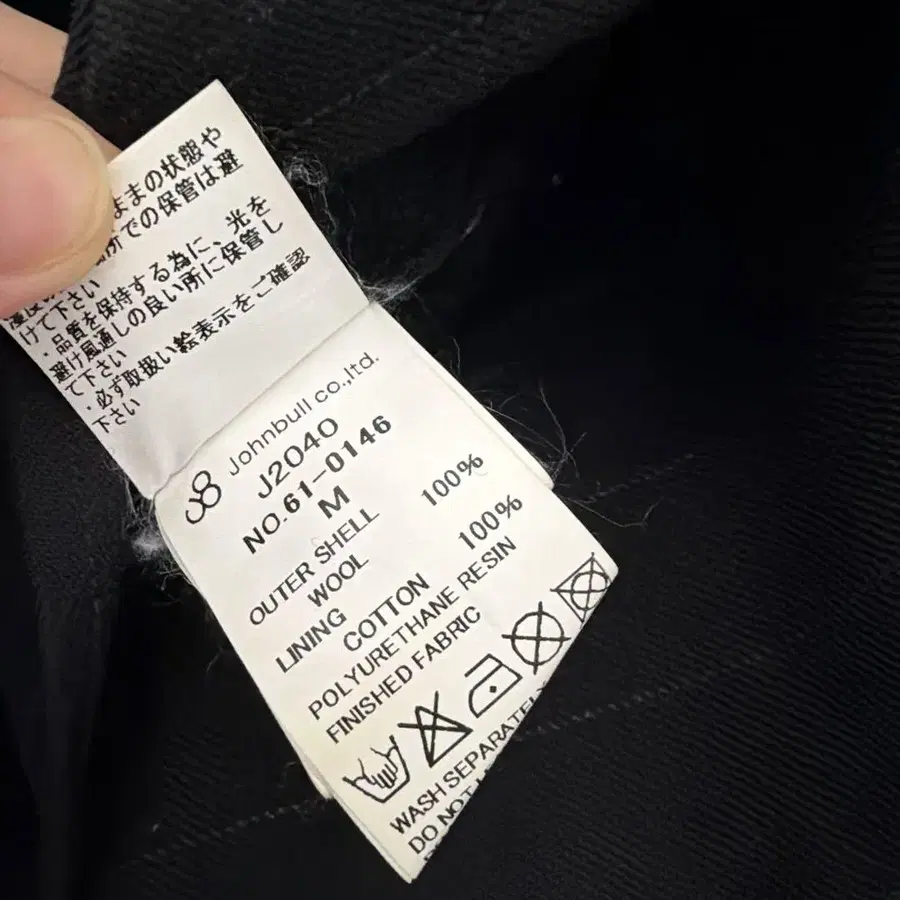 ままの状態や
所での保管は避
けて下さい
・品質を保持する為に、光を
避け風通しの良い所に保管し
て下さい
・必ず取扱い絵表示をご確認
下さい
Johnbull co.,ltd.
J2040
NO.61-0146
M
OUTER SHELL
WOOL 100%
LINING
COTTON 100%
POLYURETHANE RESIN
FINISHED FABRIC
WASH SEPARATELY
DO NOT